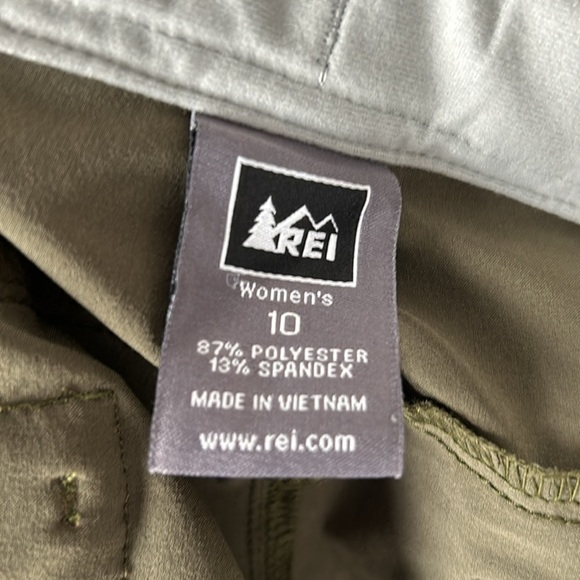 REI
Women's
10
87% POLYESTER
13% SPANDEX
MADE IN VIETNAM
www.rei.com